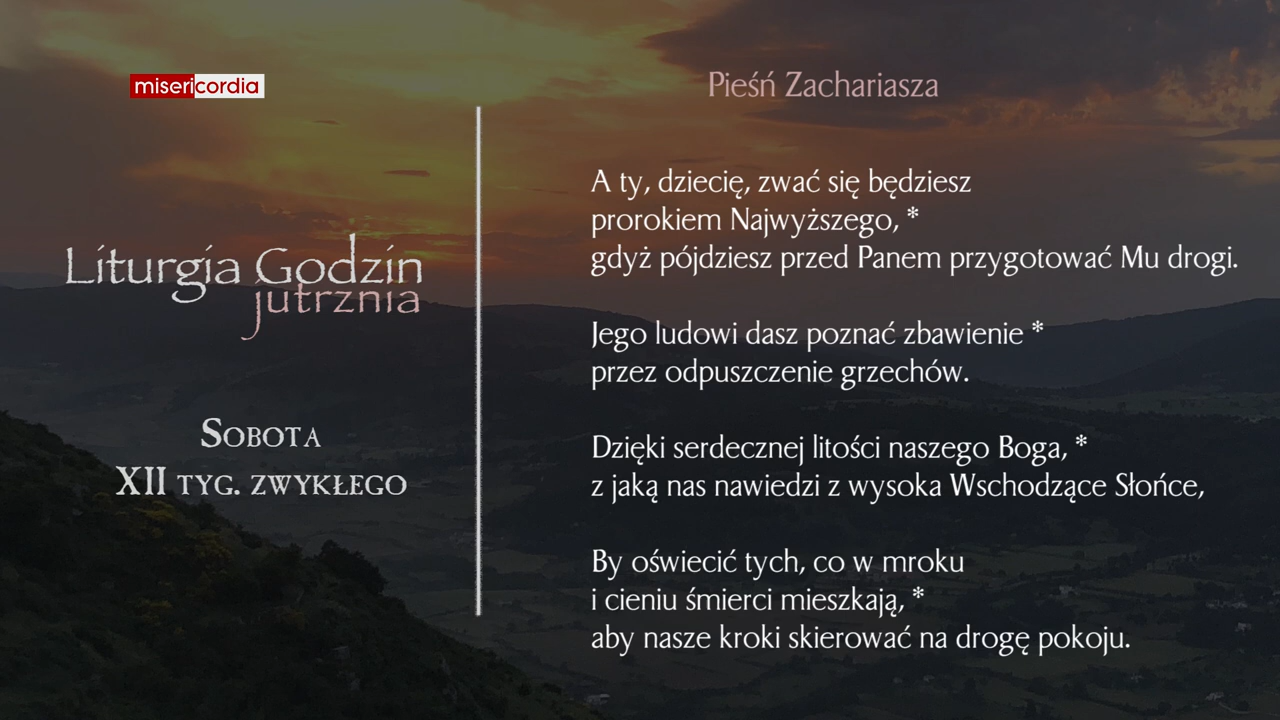 misericordia
Liturgia Godzin
jutrznia
Sobota
XII tyg. zwykłego
Pieśń Zachariasza
A ty, dziecię, zwać się będziesz
prorokiem Najwyższego, *
gdyż pójdziesz przed Panem przygotować Mu drogi.
Jego ludowi dasz poznać zbawienie *
przez odpuszczenie grzechów.
Dzięki serdecznej litości naszego Boga, *
z jaką nas nawiedzi z wysoka Wschodzące Słońce,
By oświecić tych, co w mroku
i cieniu śmierci mieszkają, *
aby nasze kroki skierować na drogę pokoju.